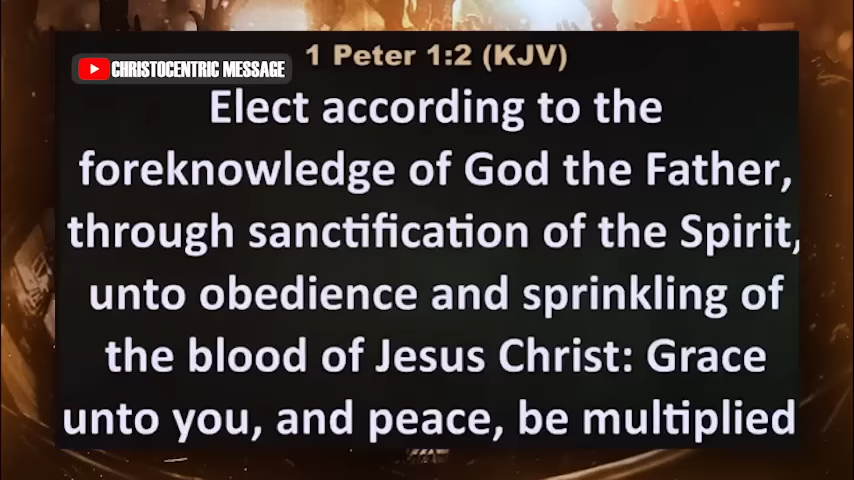 1 Peter 1:2 (KJV)
CHRISTOCENTRIC MESSAGE
Elect according to the
foreknowledge of God the Father,
through sanctification of the Spirit,
unto obedience and sprinkling of
the blood of Jesus Christ: Grace
unto you, and peace, be multiplied